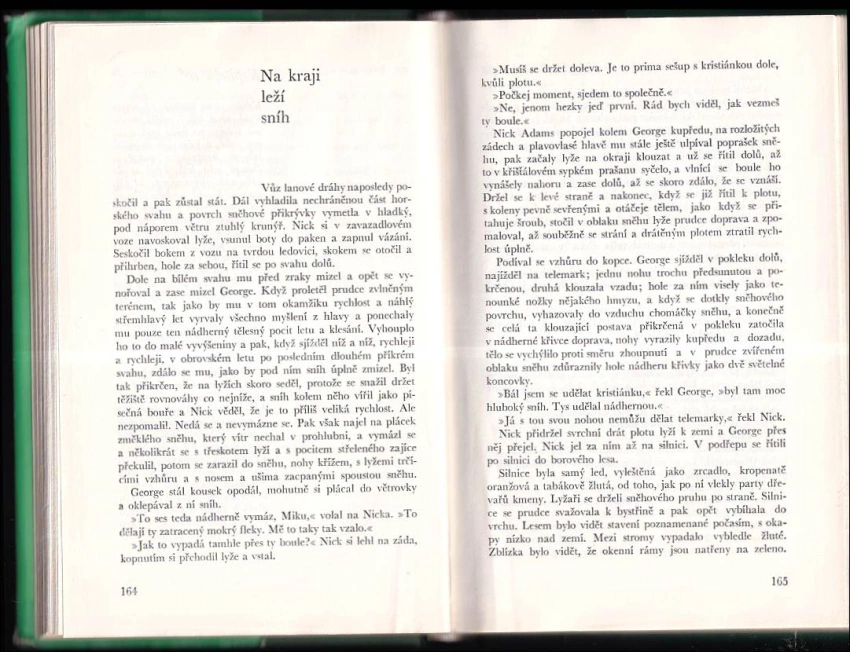 Na kraji
leží
sníh
Vůz lanové dráhy naposledy po-
skočil a pak zůstal stát. Dál vyhladila nechráněnou část hor-
ského svahu a povrch sněhové přikrývky vymetla v hladký,
pod náporem větru ztuhlý krunýř. Nick si v zavazadlovém
voze navoskoval lyže, vsunul boty do paken a zapnul vázání.
Seskočil bokem z vozu na tvrdou ledovici, skokem se otočil a
přihrben, hole za sebou, řítil se po svahu dolů.
Dole na bílém svahu mu před zraky mizel a opět se vy-
nořoval a zase mizel George. Když proletěl prudce zvlněným
terénem, tak jako by mu v tom okamžiku rychlost a náhlý
střemhlavý let vyrvaly všechno myšlení z hlavy a ponechaly
mu pouze ten nádherný tělesný pocit letu a klesání. Vyhouplo
ho to do malé vyvýšeniny a pak, když sjížděl níž a níž, rychleji
a rychleji, v obrovském letu po posledním dlouhém příkrém
svahu, zdálo se mu, jako by pod ním sníh úplně zmizel. Byl
tak přikrčen, že na lyžích skoro seděl, protože se snažil držet
těžiště rovnováhy co nejníže, a sníh kolem něho vířil jako pí-
sečná bouře a Nick věděl, že je to příliš veliká rychlost. Ale
nezpomalil. Nedá se a nevymázne se. Pak však najel na plácek
změklého sněhu, který vítr nechal v prohlubni, a vymázl se
a několikrát se s třeskotem lyží a s pocitem střeleného zajíce
překulil, potom se zarazil do sněhu, nohy křížem, s lyžemi trčí-
cími vzhůru a s nosem a ušima zacpanými spoustou sněhu.
George stál kousek opodál, mohutně si plácal do větrovky
a oklepával z ní sníh.
»To ses teda nádherně vymáz, Miku,« volal na Nicka. »To
dělají ty zatracený mokrý fleky. Mě to taky tak vzalo.«
»Jak to vypadá tamhle přes ty boule?« Nick si lehl na záda,
kopnutím si přehodil lyže a vstal.
164
»Musíš se držet doleva. Je to prima sešup s kristiánkou dole,
kvůli plotu.«
»Počkej moment, sjedem to společně.«
»Ne, jenom hezky jeď první. Rád bych viděl, jak vezmeš
ty boule.«
Nick Adams popojel kolem George kupředu, na rozložitých
zádech a plavovlasé hlavě mu stále ještě ulpíval poprašek sně-
hu, pak začaly lyže na okraji klouzat a už se řítil dolů, až
to v křišťálovém sypkém prašanu syčelo, a vlnící se boule ho
vynášely nahoru a zase dolů, až se skoro zdálo, že se vznáší.
Držel se k levé straně a nakonec, když se již řítil k plotu,
s koleny pevně sevřenými a otáčeje tělem, jako když se při-
tahuje šroub, stočil v oblaku sněhu lyže prudce doprava a zpo-
maloval, až souběžně se strání a drátěným plotem ztratil rych-
lost úplně.
Podíval se vzhůru do kopce. George sjížděl v pokleku dolů,
najížděl na telemark; jednu nohu trochu předsunutou a po-
krčenou, druhá klouzala vzadu; hole za ním visely jako te-
nounké nožky nějakého hmyzu, a když se dotkly sněhového
povrchu, vyhazovaly do vzduchu chomáčky sněhu, a konečně
se celá ta klouzající postava přikrčená v pokleku zatočila
v nádherné křivce doprava, nohy vyrazily kupředu a dozadu,
tělo se vychýlilo proti směru zhoupnutí a v prudce zvířeném
oblaku sněhu zdůraznily hole nádheru křivky jako dvě světelné
koncovky.
»Bál jsem se udělat kristiánku,« řekl George, »byl tam moc
hluboký sníh. Tys udělal nádhernou.«
»Já s tou svou nohou nemůžu dělat telemarky,« řekl Nick.
Nick přidržel svrchní drát plotu lyží k zemi a George přes
něj přejel. Nick jel za ním až na silnici. V podřepu se řítili
po silnici do borového lesa.
Silnice byla samý led, vyleštěná jako zrcadlo, kropenatě
oranžová a tabákově žlutá, od toho, jak po ní vlekly party dře-
vařů kmeny. Lyžaři se drželi sněhového pruhu po straně. Silni-
ce se prudce svažovala k bystřině a pak opět vybíhala do
vrchu. Lesem bylo vidět stavení poznamenané počasím, s oka-
py nízko nad zemí. Mezi stromy vypadalo vybledle žluté.
Zblízka bylo vidět, že okenní rámy jsou natřeny na zeleno.
165